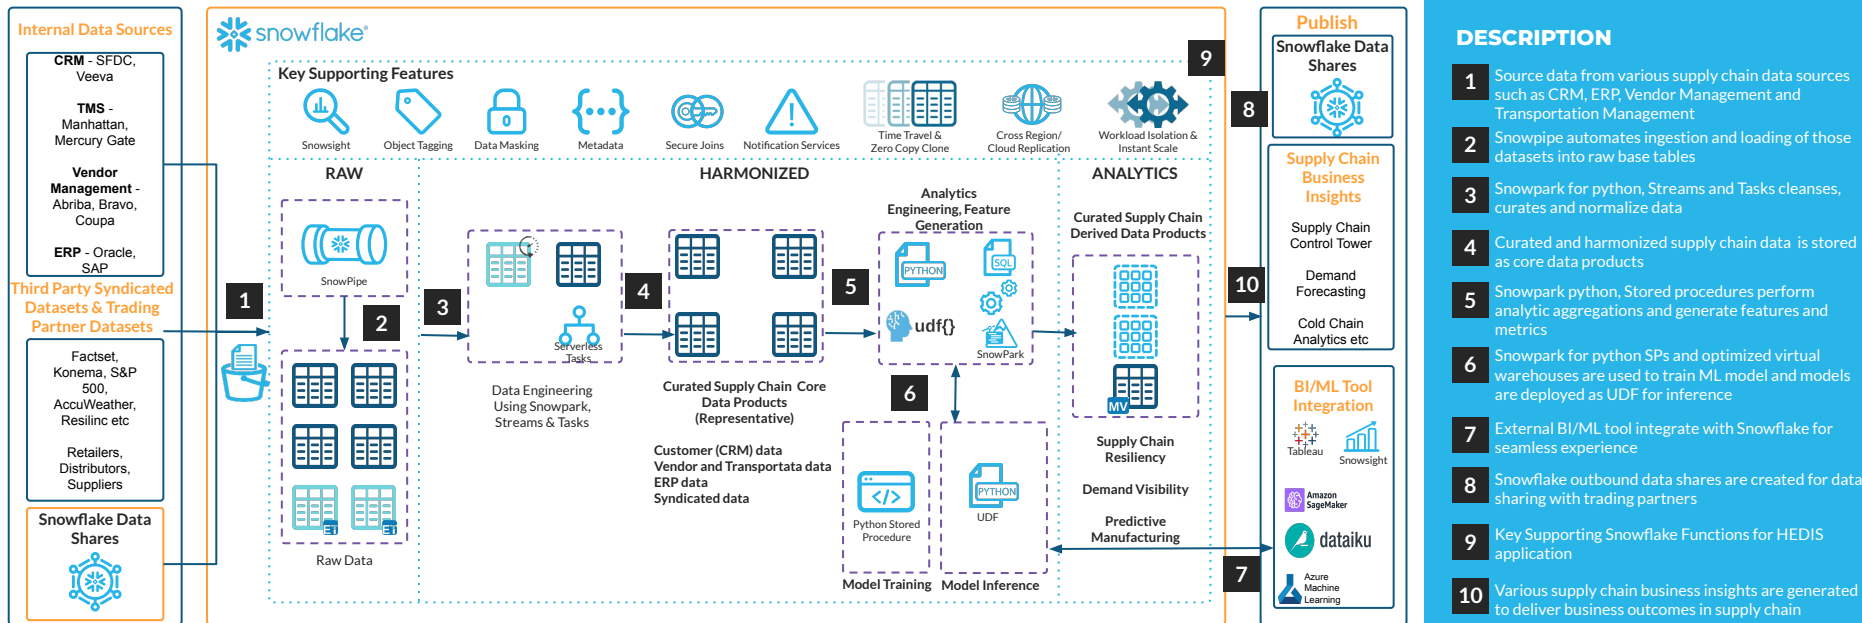 Internal Data Sources
CRM - SFDC,
Veeva
TMS -
Manhattan,
Mercury Gate
Vendor
Management -
Abriba, Bravo,
Coupa
ERP - Oracle,
SAP
Third Party Syndicated
Datasets & Trading
Partner Datasets
Factset,
Konema, S&P
500,
AccuWeather,
Resilinc etc
Retailers,
Distributors,
Suppliers
Snowflake Data
Shares
1
snowflake®
9
Key Supporting Features
Snowsight
Object Tagging
0
Data Masking
Metadata
Secure Joins
Notification Services
Time Travel &
Zero Copy Clone
Cross Region/
Cloud Replication
Workload Isolation &
Instant Scale
RAW
SnowPipe
2
ET
ET
Raw Data
HARMONIZED
3
Serverless
Tasks
Data Engineering
Using Snowpark,
Streams & Tasks
4
Curated Supply Chain Core
Data Products
(Representative)
Customer (CRM) data
Vendor and Transportata data
ERP data
Syndicated data
5
Analytics
Engineering, Feature
Generation
PYTHON
SQL
udf{}
SnowPark
6
Python Stored
Procedure
Model Training
PYTHON
UDF
Model Inference
ANALYTICS
Curated Supply Chain
Derived Data Products
MV
Supply Chain
Resiliency
Demand Visibility
Predictive
Manufacturing
8
10
7
Publish
Snowflake Data
Shares
Supply Chain
Business
Insights
Supply Chain
Control Tower
Demand
Forecasting
Cold Chain
Analytics etc
BI/ML Tool
Integration
Tableau
Snowsight
Amazon
SageMaker
dataiku
Azure
Machine
Learning
DESCRIPTION
1
Source data from various supply chain data sources
such as CRM, ERP, Vendor Management and
Transportation Management
2
Snowpipe automates ingestion and loading of those
datasets into raw base tables
3
Snowpark for python, Streams and Tasks cleanses,
curates and normalize data
4
Curated and harmonized supply chain data is stored
as core data products
5
Snowpark python, Stored procedures perform
analytic aggregations and generate features and
metrics
6
Snowpark for python SPs and optimized virtual
warehouses are used to train ML model and models
are deployed as UDF for inference
7
External BI/ML tool integrate with Snowflake for
seamless experience
8
Snowflake outbound data shares are created for data
sharing with trading partners
9
Key Supporting Snowflake Functions for HEDIS
application
10
Various supply chain business insights are generated
to deliver business outcomes in supply chain